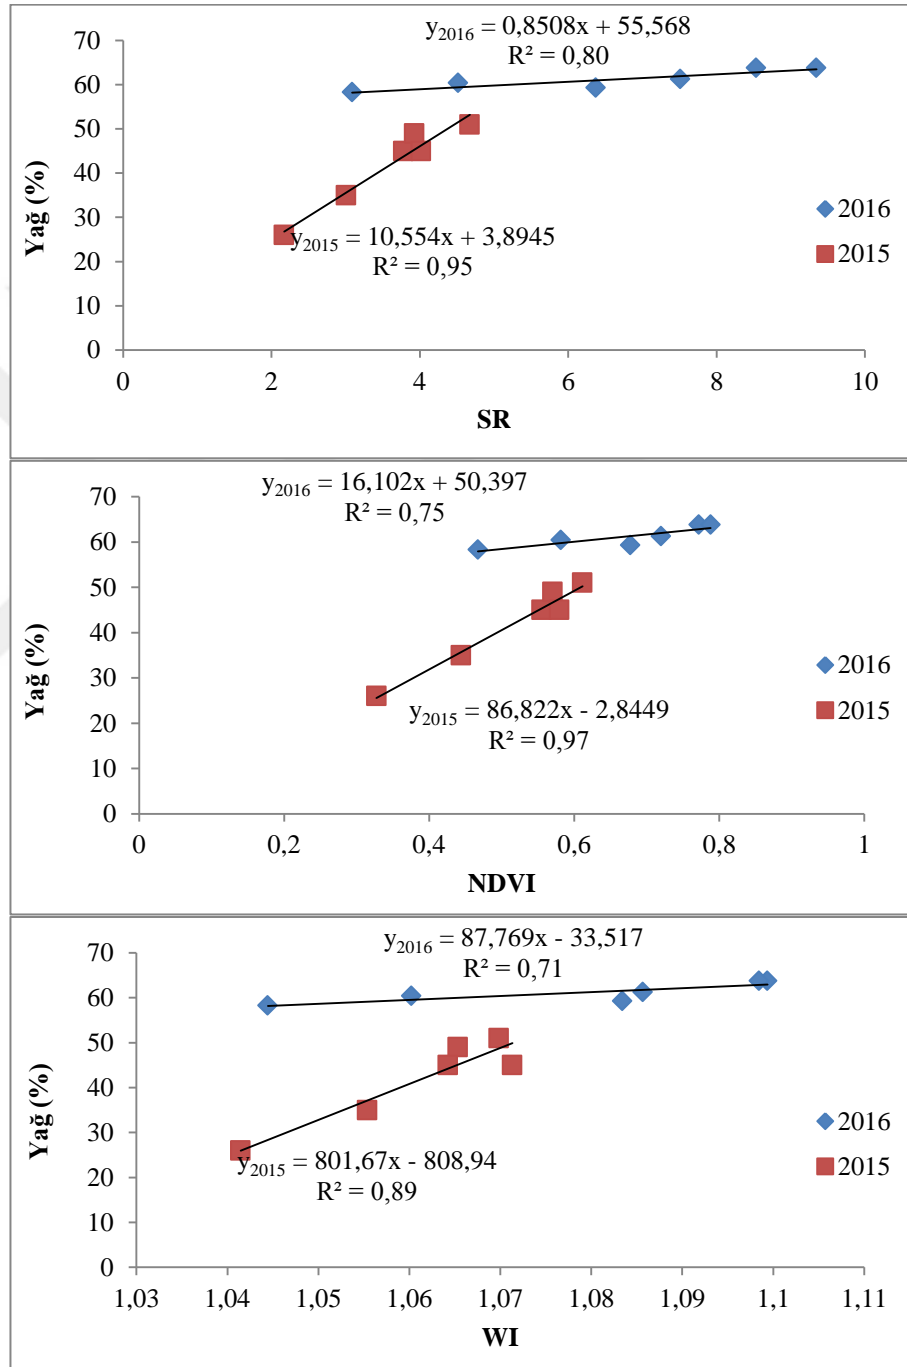 y2016 = 0,8508x + 55,568
R² = 0,80
70
60
50
40
30
20
10
0
Yağ (%)
y2015 = 10,554x + 3,8945
R² = 0,95
2016
2015
0 2 4 6 8 10
SR
y2016 = 16,102x + 50,397
R² = 0,75
70
60
50
40
30
20
10
0
Yağ (%)
y2015 = 86,822x - 2,8449
R² = 0,97
2016
2015
0 0,2 0,4 0,6 0,8 1
NDVI
y2016 = 87,769x - 33,517
R² = 0,71
70
60
50
40
30
20
10
0
Yağ (%)
y2015 = 801,67x - 808,94
R² = 0,89
2016
2015
1,03 1,04 1,05 1,06 1,07 1,08 1,09 1,1 1,11
WI